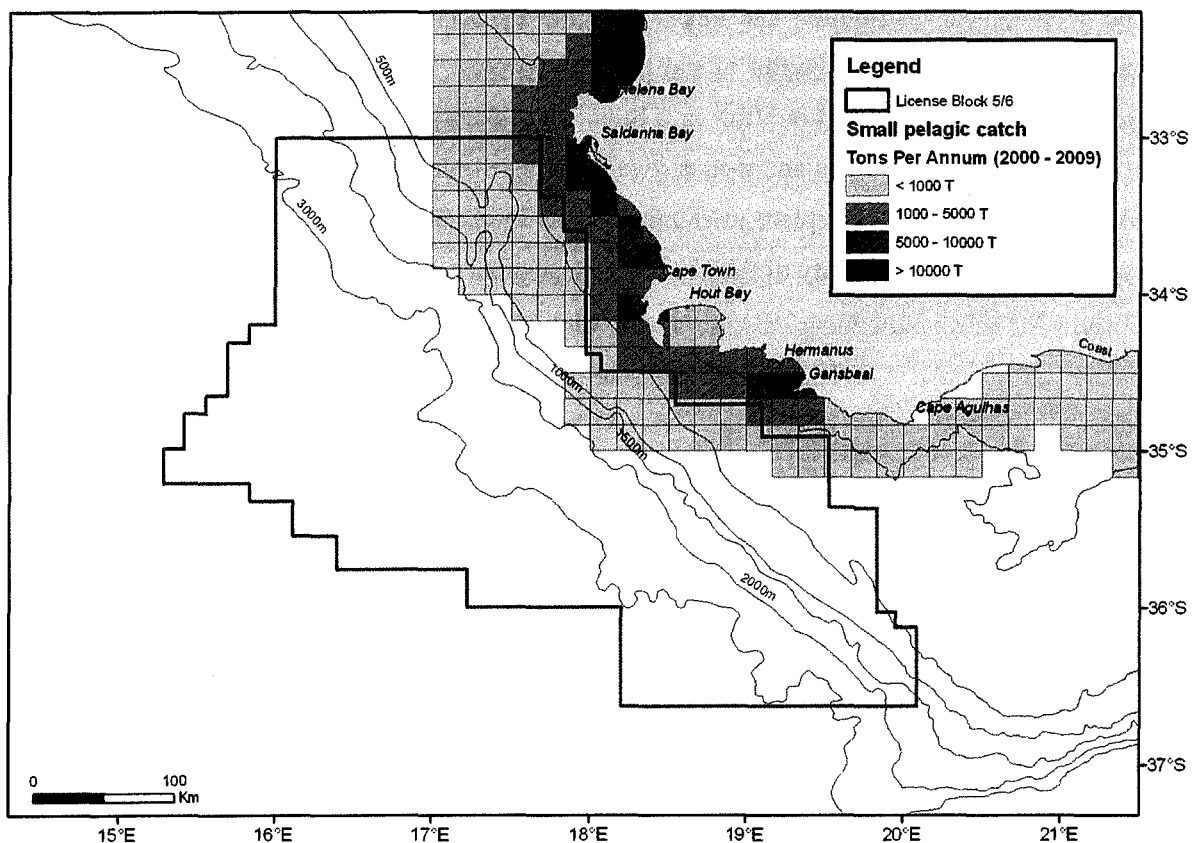 Legend
License Block 5/6
Small pelagic catch
Tons Per Annum (2000 - 2009)
< 1000 T
1000 - 5000 T
5000 - 10000 T
> 10000 T
500m
Helena Bay
Saldanha Bay
33°S
3000m
Cape Town
Hout Bay
34°S
Coast
Hermanus
1000m
Gansbaai
Cape Agulhas
1500m
35°S
2000m
36°S
37°S
0 100
Km
15°E 16°E 17°E 18°E 19°E 20°E 21°E